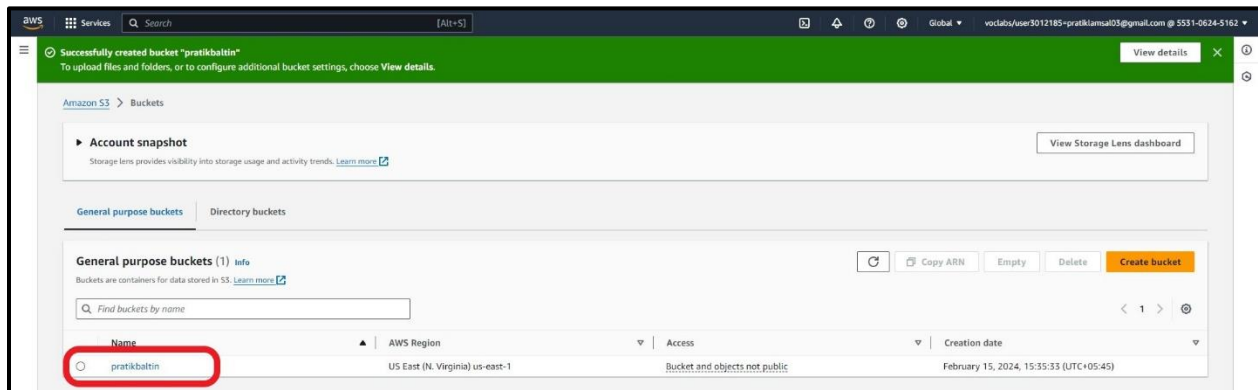 aws Services Search [Alt+S] Global voclabs/user3012185=pratiklamsal03@gmail.com @ 5531-0624-5162
Successfully created bucket "pratikbaltin"
To upload files and folders, or to configure additional bucket settings, choose View details.
View details
Amazon S3 > Buckets
Account snapshot
Storage lens provides visibility into storage usage and activity trends. Learn more
View Storage Lens dashboard
General purpose buckets Directory buckets
General purpose buckets (1) Info
Buckets are containers for data stored in S3. Learn more
Copy ARN Empty Delete Create bucket
Find buckets by name
< 1 >
Name AWS Region Access Creation date
pratikbaltin US East (N. Virginia) us-east-1 Bucket and objects not public February 15, 2024, 15:35:33 (UTC+05:45)